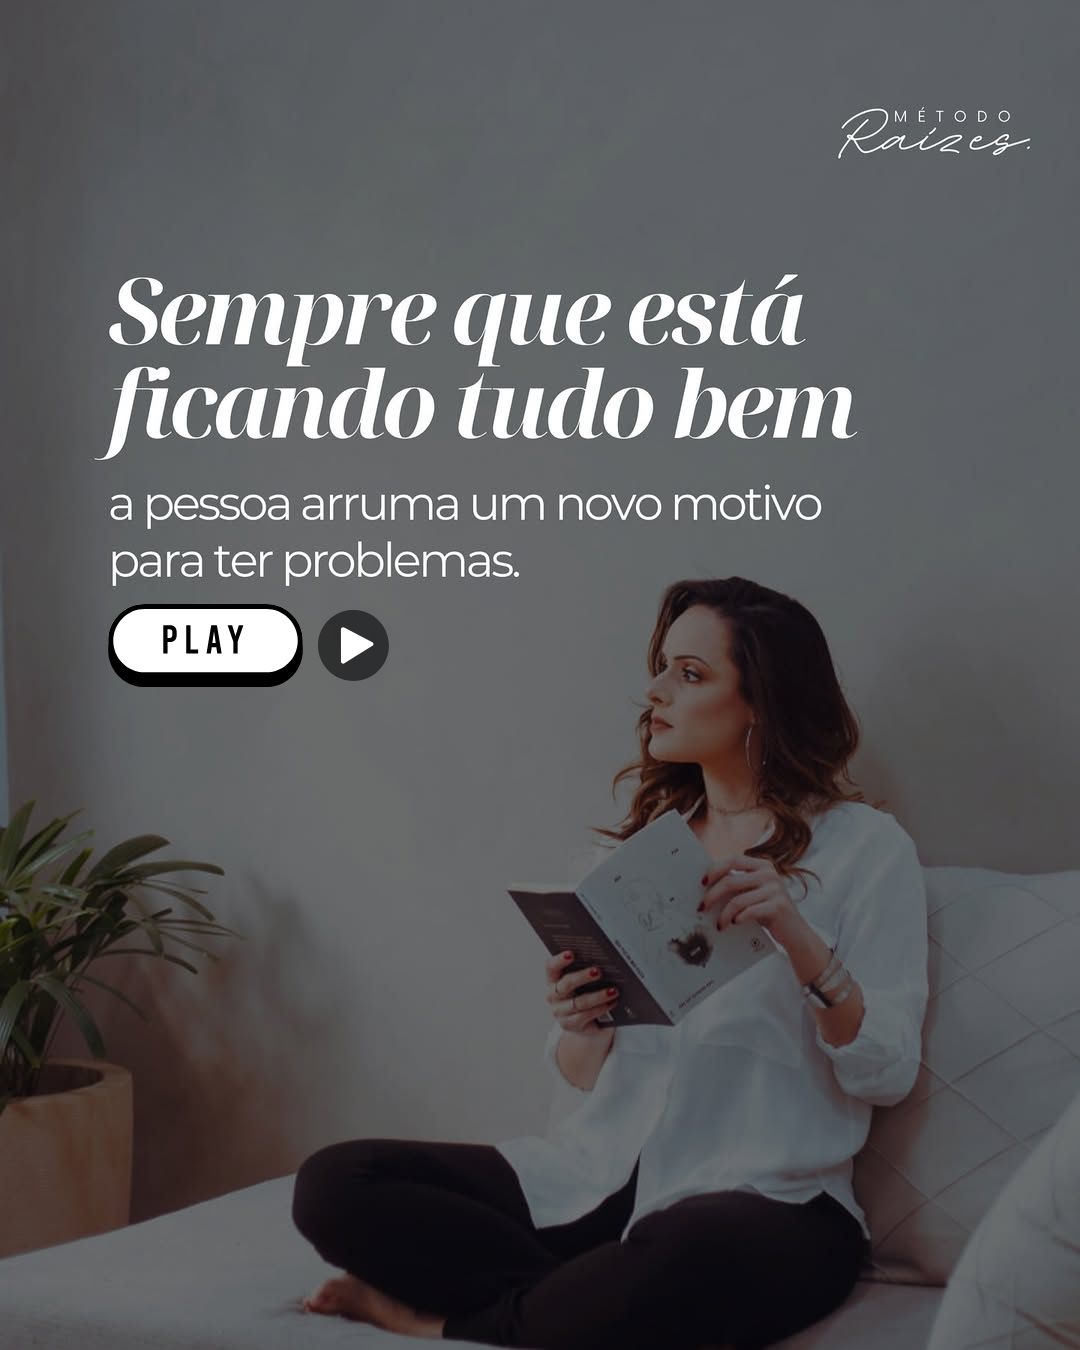 MÉTODO
Raízes.
Sempre que está
ficando tudo bem
a pessoa arruma um novo motivo
para ter problemas.
PLAY